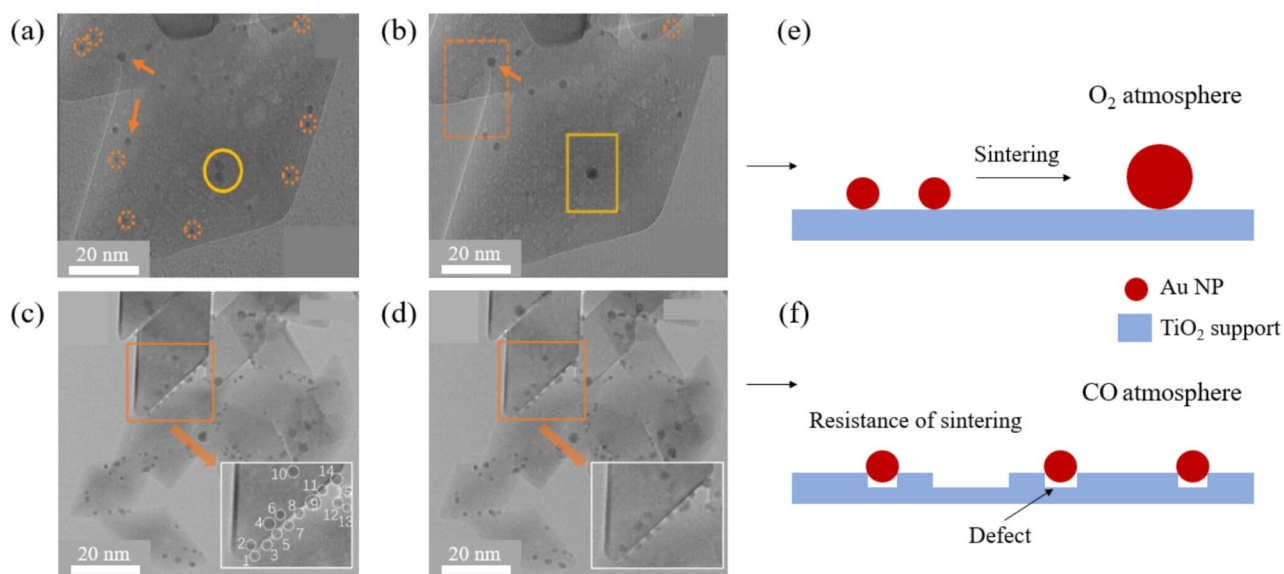 (a)
20 nm
(b)
20 nm
(e)
O₂ atmosphere
Sintering
(c)
20 nm
10
14
11
15
6
8
9
12
4
7
13
2
5
3
1
(d)
20 nm
Au NP
TiO₂ support
(f)
CO atmosphere
Resistance of sintering
Defect